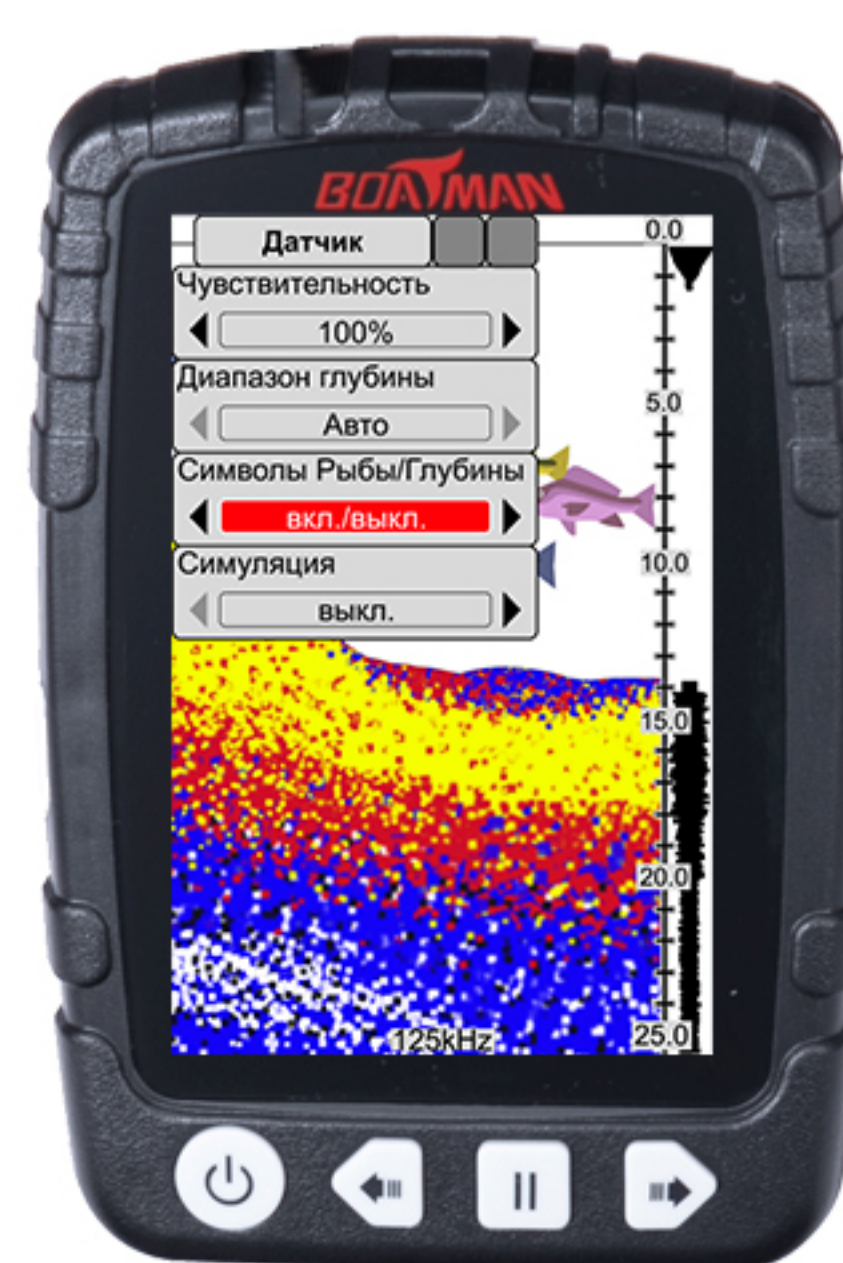 BOATMAN
Датчик
Чувствительность
100%
Диапазон глубины
Авто
Символы Рыбы/Глубины
вкл./выкл.
Симуляция
выкл.
0.0
5.0
10.0
15.0
20.0
25.0
125kHz